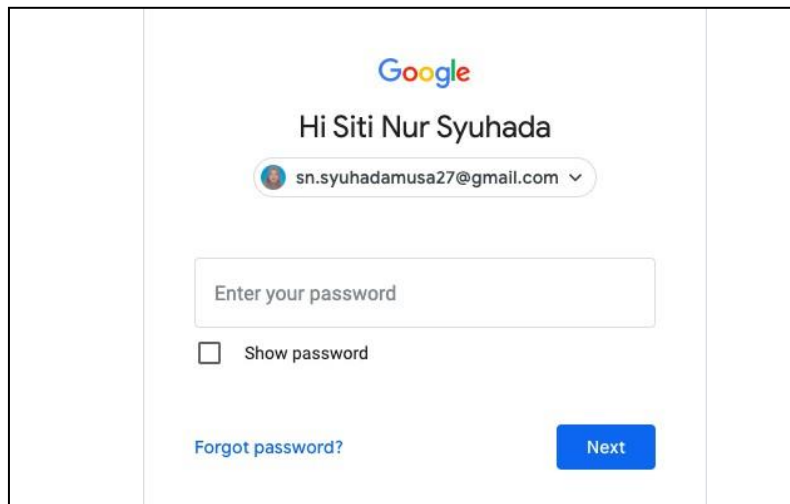 Google
Hi Siti Nur Syuhada
sn.syuhadamusa27@gmail.com
Enter your password
Show password
Forgot password?
Next